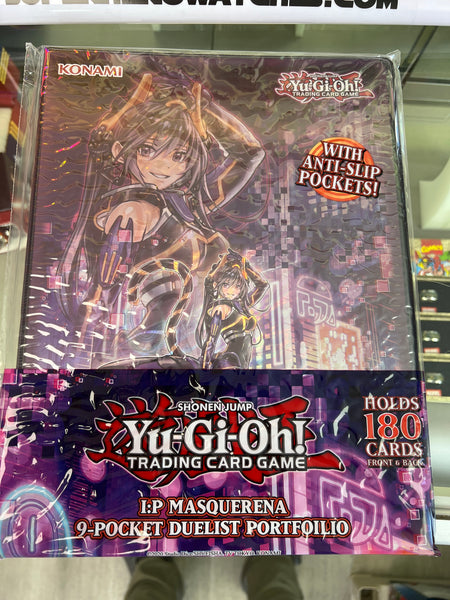 KONAMI
Yu-Gi-Oh!
TRADING CARD GAME
WITH
ANTI-SLIP
POCKETS!
SHONEN JUMP
Yu-Gi-Oh!
TRADING CARD GAME
HOLDS
180
CARDS
FRONT & BACK
I:P MASQUERENA
9-POCKET DUELIST PORTFOILIO